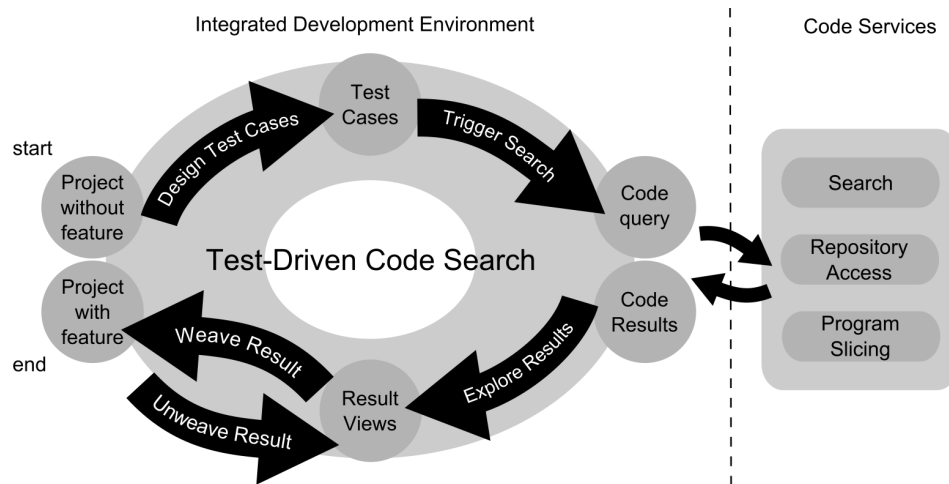 Integrated Development Environment
Code Services
Test
Cases
Design Test Cases
Trigger Search
start
Project
without
feature
Code
query
Search
Repository
Access
Program
Slicing
Test-Driven Code Search
Project
with
feature
end
Code
Results
Weave Result
Explore Results
Unweave Result
Result
Views